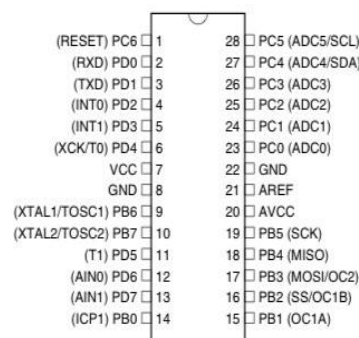 (RESET) PC6 1 28 PC5 (ADC5/SCL)
(RXD) PD0 2 27 PC4 (ADC4/SDA)
(TXD) PD1 3 26 PC3 (ADC3)
(INT0) PD2 4 25 PC2 (ADC2)
(INT1) PD3 5 24 PC1 (ADC1)
(XCK/T0) PD4 6 23 PC0 (ADC0)
VCC 7 22 GND
GND 8 21 AREF
(XTAL1/TOSC1) PB6 9 20 AVCC
(XTAL2/TOSC2) PB7 10 19 PB5 (SCK)
(T1) PD5 11 18 PB4 (MISO)
(AIN0) PD6 12 17 PB3 (MOSI/OC2)
(AIN1) PD7 13 16 PB2 (SS/OC1B)
(ICP1) PB0 14 15 PB1 (OC1A)